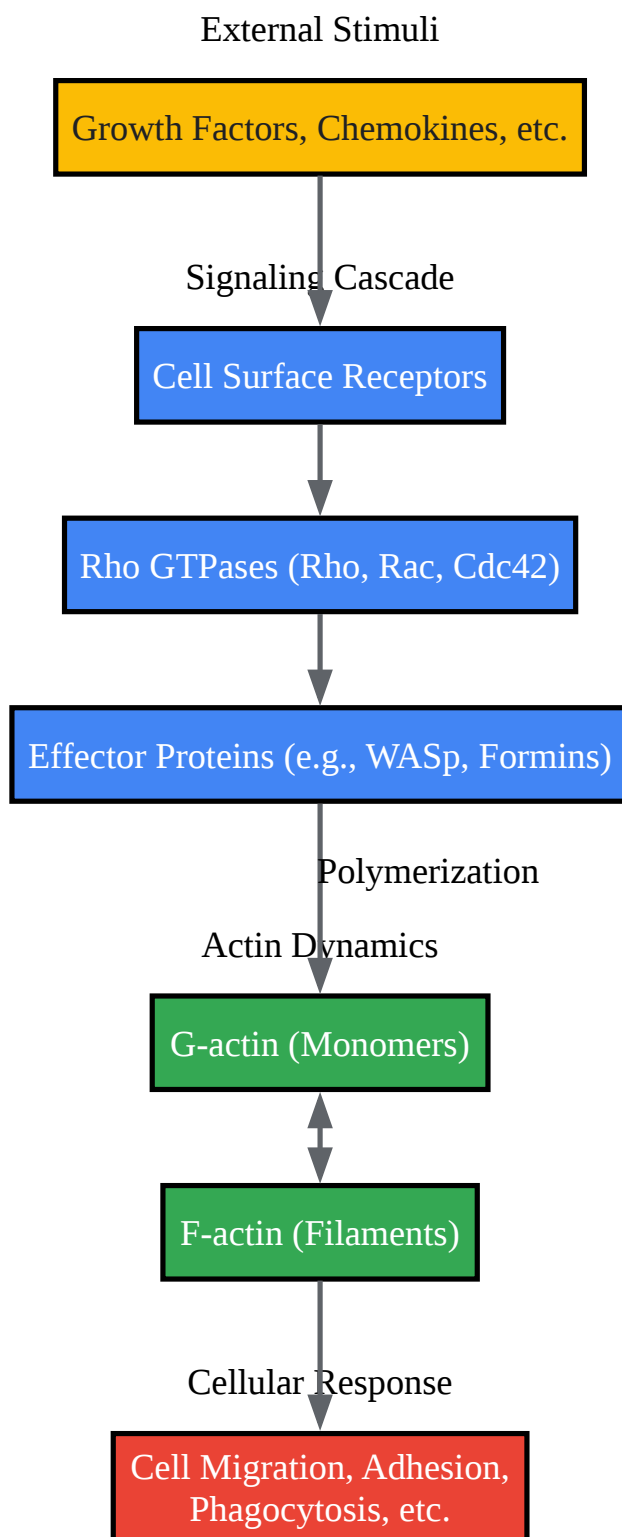 External Stimuli
Growth Factors, Chemokines, etc.
Signaling Cascade
Cell Surface Receptors
Rho GTPases (Rho, Rac, Cdc42)
Effector Proteins (e.g., WASp, Formins)
Polymerization
Actin Dynamics
G-actin (Monomers)
F-actin (Filaments)
Cellular Response
Cell Migration, Adhesion,
Phagocytosis, etc.